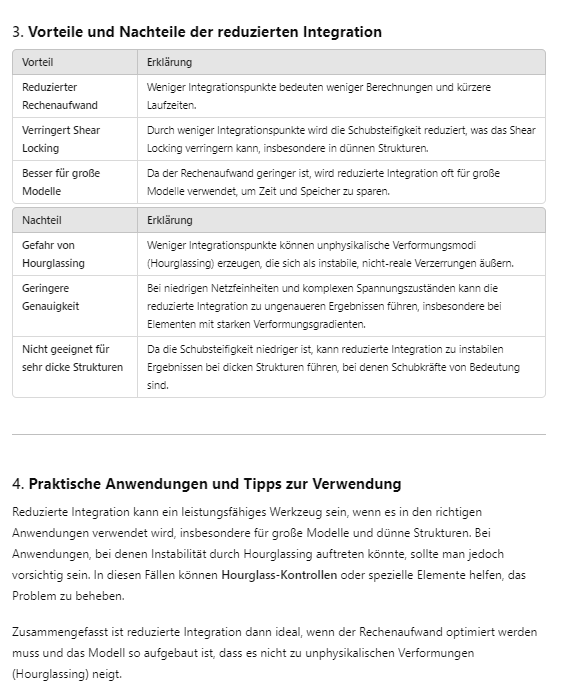 3. Vorteile und Nachteile der reduzierten Integration
Vorteil Erklärung
Reduzierter Rechenaufwand Weniger Integrationspunkte bedeuten weniger Berechnungen und kürzere
Laufzeiten.
Verringert Shear Locking Durch weniger Integrationspunkte wird die Schubsteifigkeit reduziert, was das Shear
Locking verringern kann, insbesondere in dünnen Strukturen.
Besser für große Modelle Da der Rechenaufwand geringer ist, wird reduzierte Integration oft für große
Modelle verwendet, um Zeit und Speicher zu sparen.
Nachteil Erklärung
Gefahr von Hourglassing Weniger Integrationspunkte können unphysikalische Verformungsmodi
(Hourglassing) erzeugen, die sich als instabile, nicht-reale Verzerrungen äußern.
Geringere Genauigkeit Bei niedrigen Netzfeinheiten und komplexen Spannungszuständen kann die
reduzierte Integration zu ungenaueren Ergebnissen führen, insbesondere bei
Elementen mit starken Verformungsgradienten.
Nicht geeignet für sehr dicke Strukturen Da die Schubsteifigkeit niedriger ist, kann reduzierte Integration zu instabilen
Ergebnissen bei dicken Strukturen führen, bei denen Schubkräfte von Bedeutung
sind.
4. Praktische Anwendungen und Tipps zur Verwendung
Reduzierte Integration kann ein leistungsfähiges Werkzeug sein, wenn es in den richtigen
Anwendungen verwendet wird, insbesondere für große Modelle und dünne Strukturen. Bei
Anwendungen, bei denen Instabilität durch Hourglassing auftreten könnte, sollte man jedoch
vorsichtig sein. In diesen Fällen können Hourglass-Kontrollen oder spezielle Elemente helfen, das
Problem zu beheben.
Zusammengefasst ist reduzierte Integration dann ideal, wenn der Rechenaufwand optimiert werden
muss und das Modell so aufgebaut ist, dass es nicht zu unphysikalischen Verformungen
(Hourglassing) neigt.